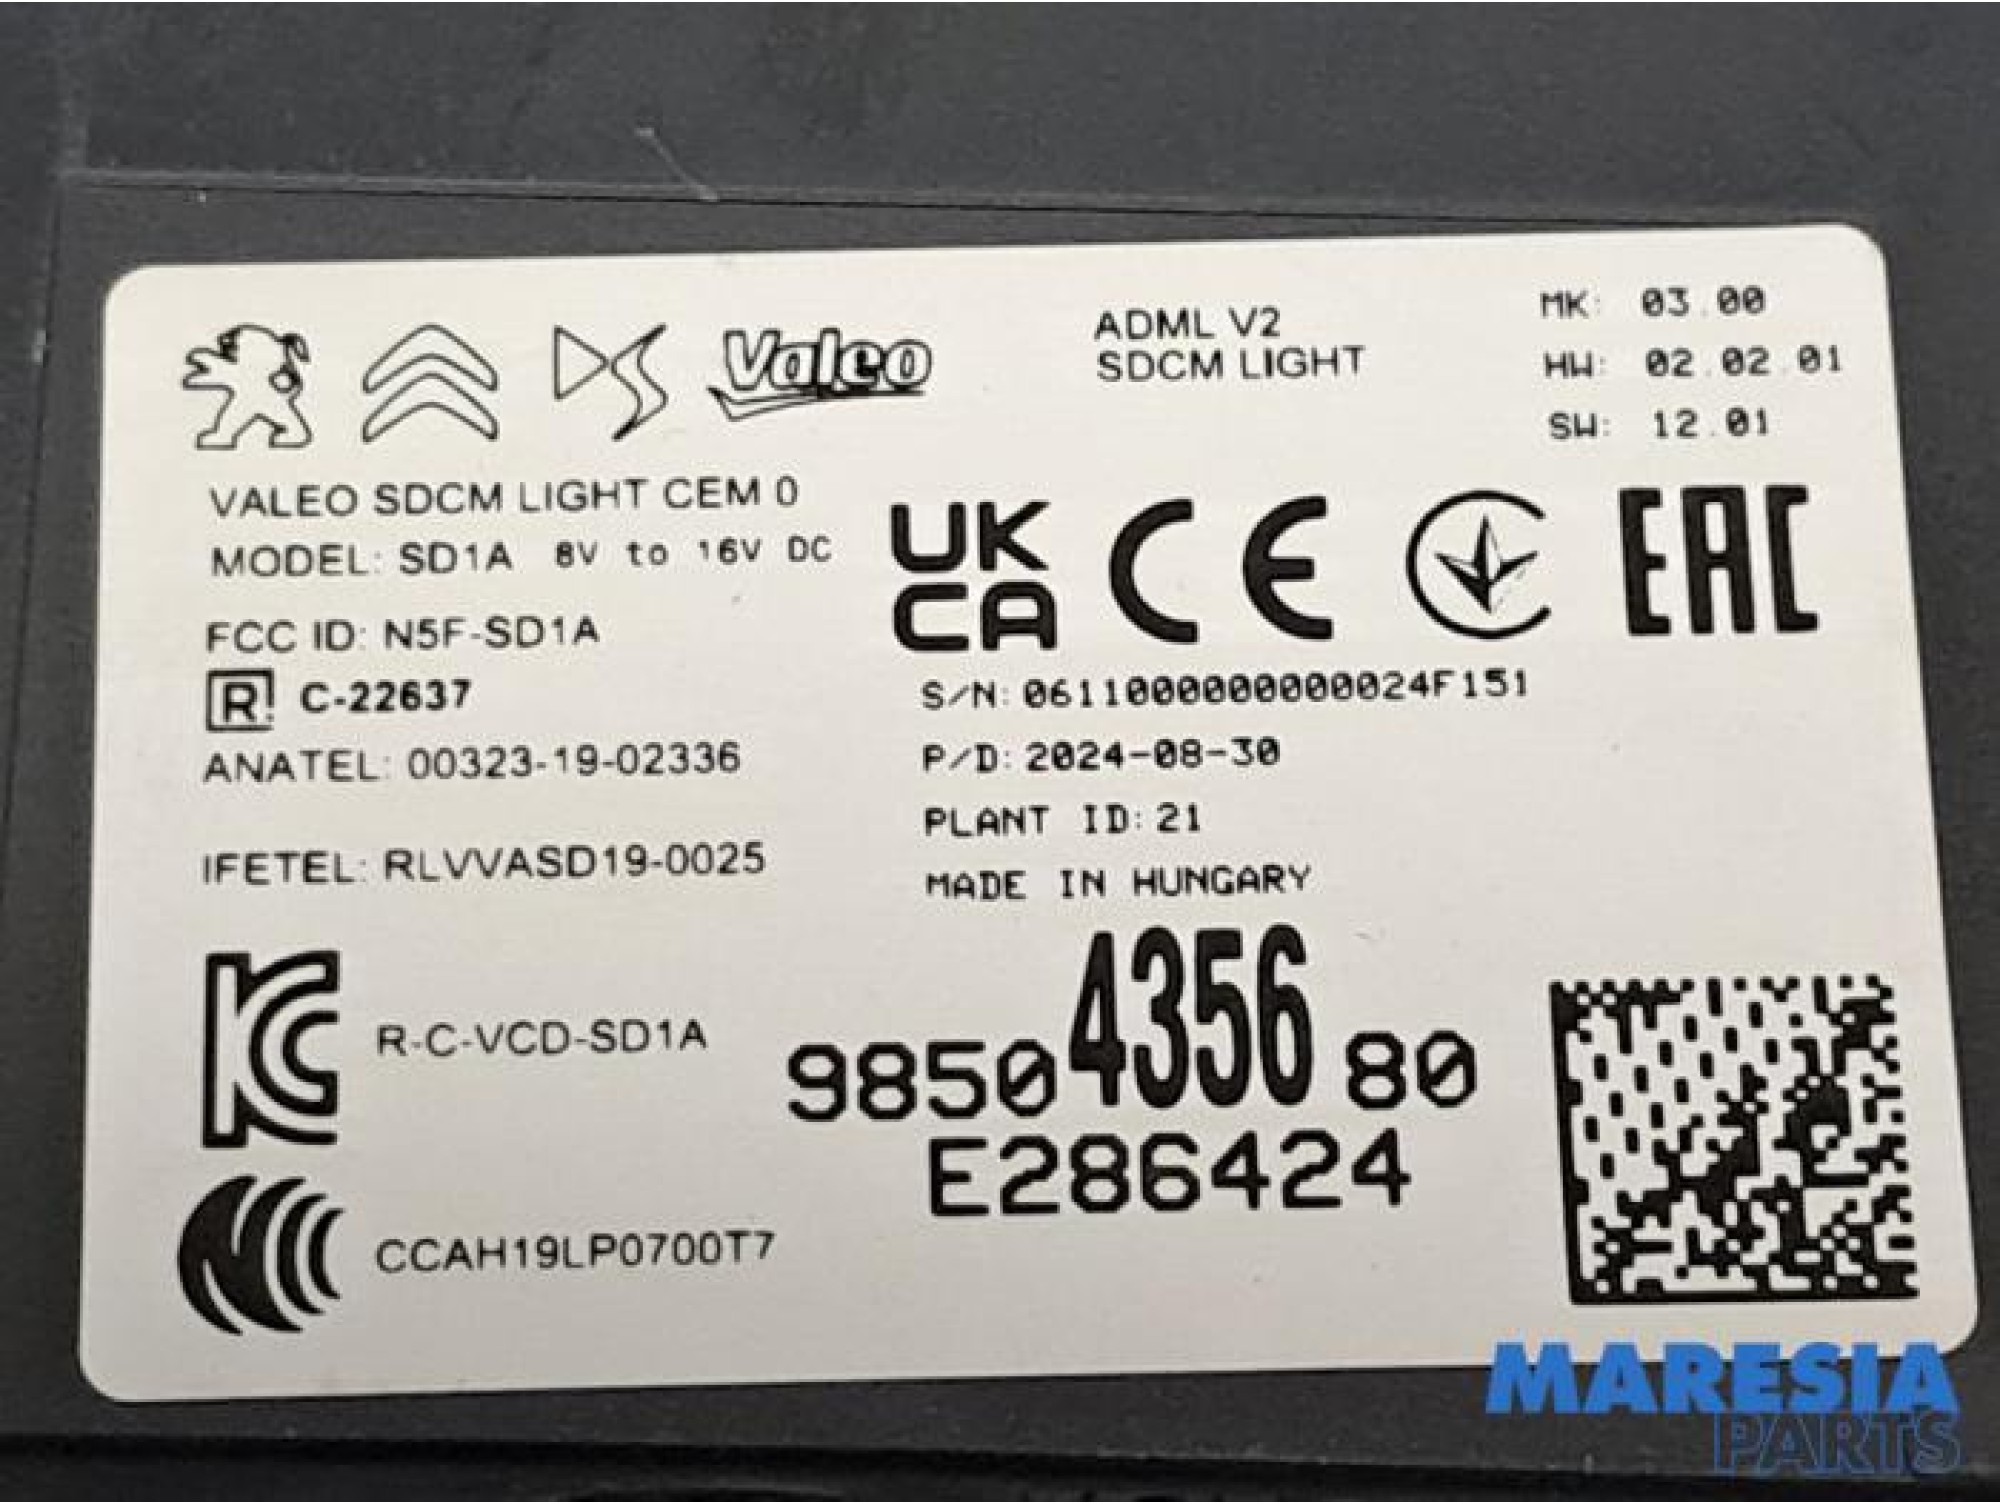 Valeo
ADML V2
SDCM LIGHT
MK: 03.00
HW: 02.02.01
SW: 12.01
VALEO SDCM LIGHT CEM 0
MODEL: SD1A 8V to 16V DC
FCC ID: N5F-SD1A
R C-22637
ANATEL: 00323-19-02336
IFETEL: RLVVASD19-0025
UK
CA
CE
EAC
S/N: 0611000000000024F151
P/D: 2024-08-30
PLANT ID: 21
MADE IN HUNGARY
R-C-VCD-SD1A
9850435680
E286424
CCAH19LP0700T7
MARESIA
PARTS